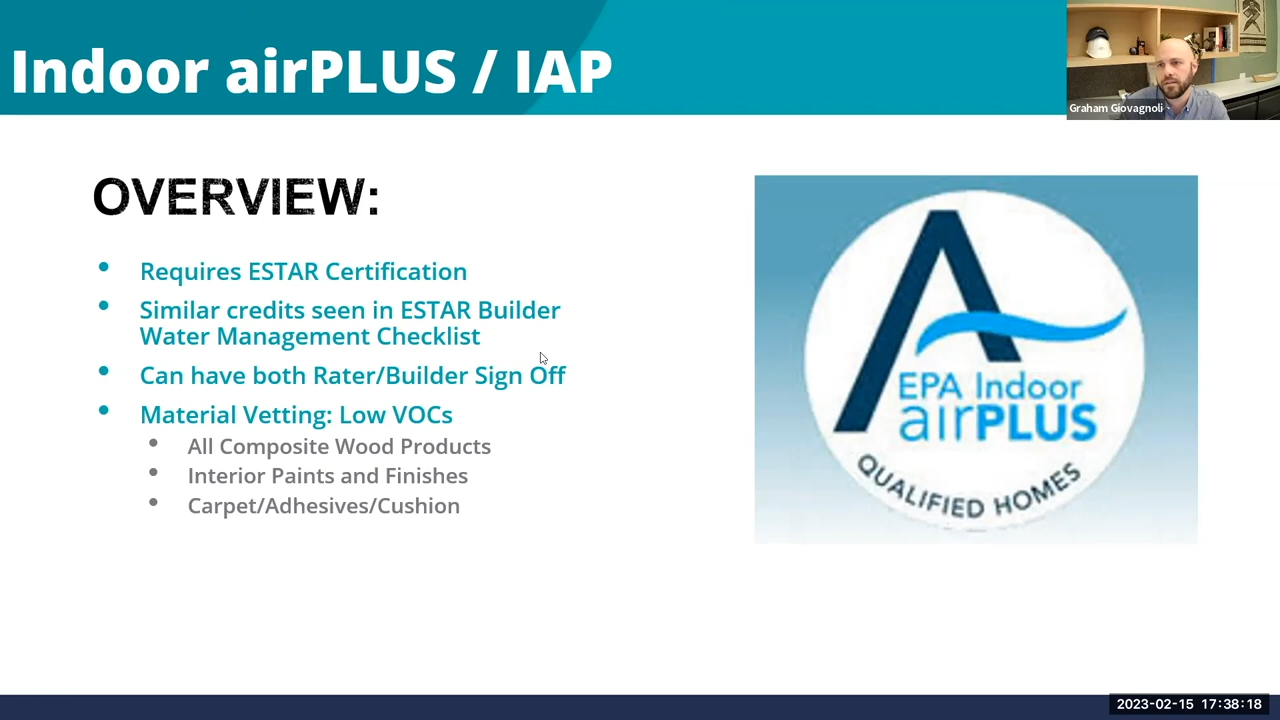 Indoor airPLUS / IAP
Graham Giovagnoli
OVERVIEW:
• Requires ESTAR Certification
• Similar credits seen in ESTAR Builder
Water Management Checklist
• Can have both Rater/Builder Sign Off
• Material Vetting: Low VOCs
• All Composite Wood Products
• Interior Paints and Finishes
• Carpet/Adhesives/Cushion
EPA Indoor
airPLUS
QUALIFIED HOMES
2023-02-15 17:38:18